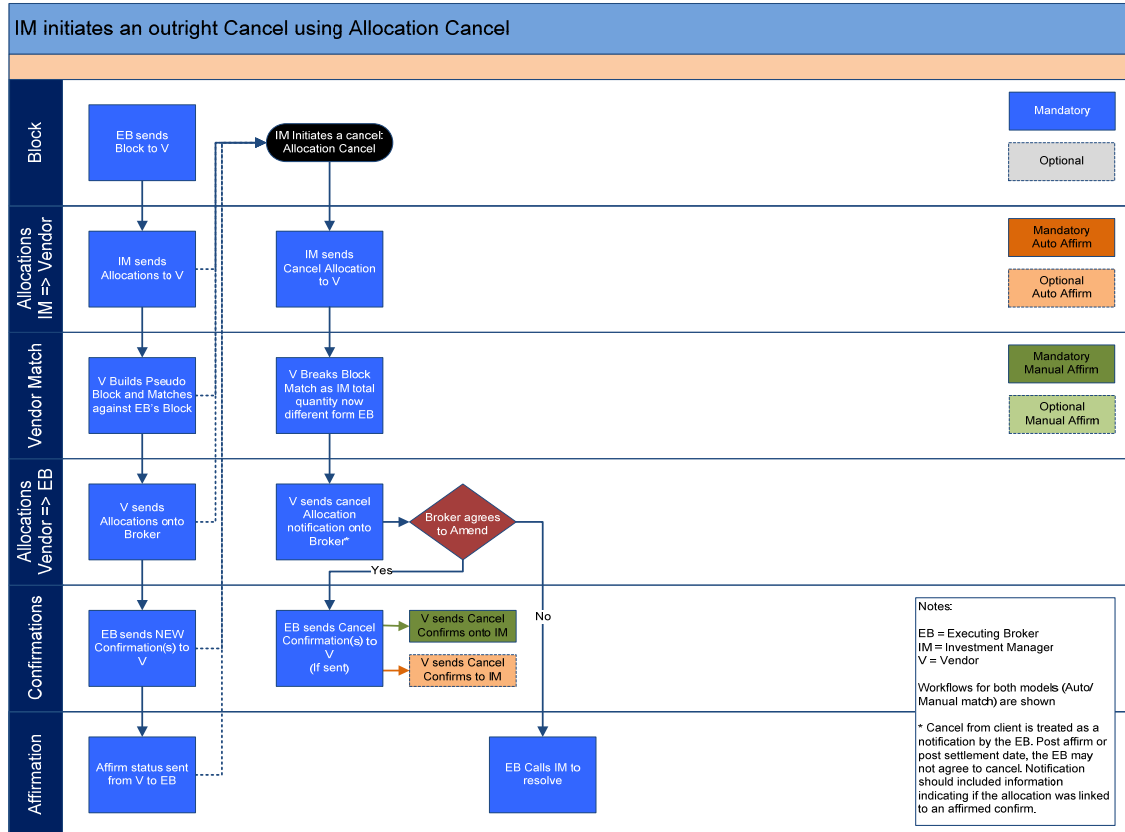 IM initiates an outright Cancel using Allocation Cancel
Block
EB sends
Block to V
IM Initiates a cancel:
Allocation Cancel
Mandatory
Optional
Allocations
IM => Vendor
IM sends
Allocations to V
IM sends
Cancel Allocation
to V
Mandatory
Auto Affirm
Optional
Auto Affirm
Vendor Match
V Builds Pseudo
Block and Matches
against EB's Block
V Breaks Block
Match as IM total
quantity now
different form EB
Mandatory
Manual Affirm
Optional
Manual Affirm
Allocations
Vendor => EB
V sends
Allocations onto
Broker
V sends cancel
Allocation
notification onto
Broker*
Broker agrees
to Amend
Yes
No
Confirmations
EB sends NEW
Confirmation(s) to
V
EB sends Cancel
Confirmation(s) to
V
(If sent)
V sends Cancel
Confirms onto IM
V sends Cancel
Confirms to IM
Affirmation
Affirm status sent
from V to EB
EB Calls IM to
resolve
Notes:
EB = Executing Broker
IM = Investment Manager
V = Vendor
Workflows for both models (Auto/
Manual match) are shown
* Cancel from client is treated as a
notification by the EB. Post affirm or
post settlement date, the EB may
not agree to cancel. Notification
should included information
indicating if the allocation was linked
to an affirmed confirm.